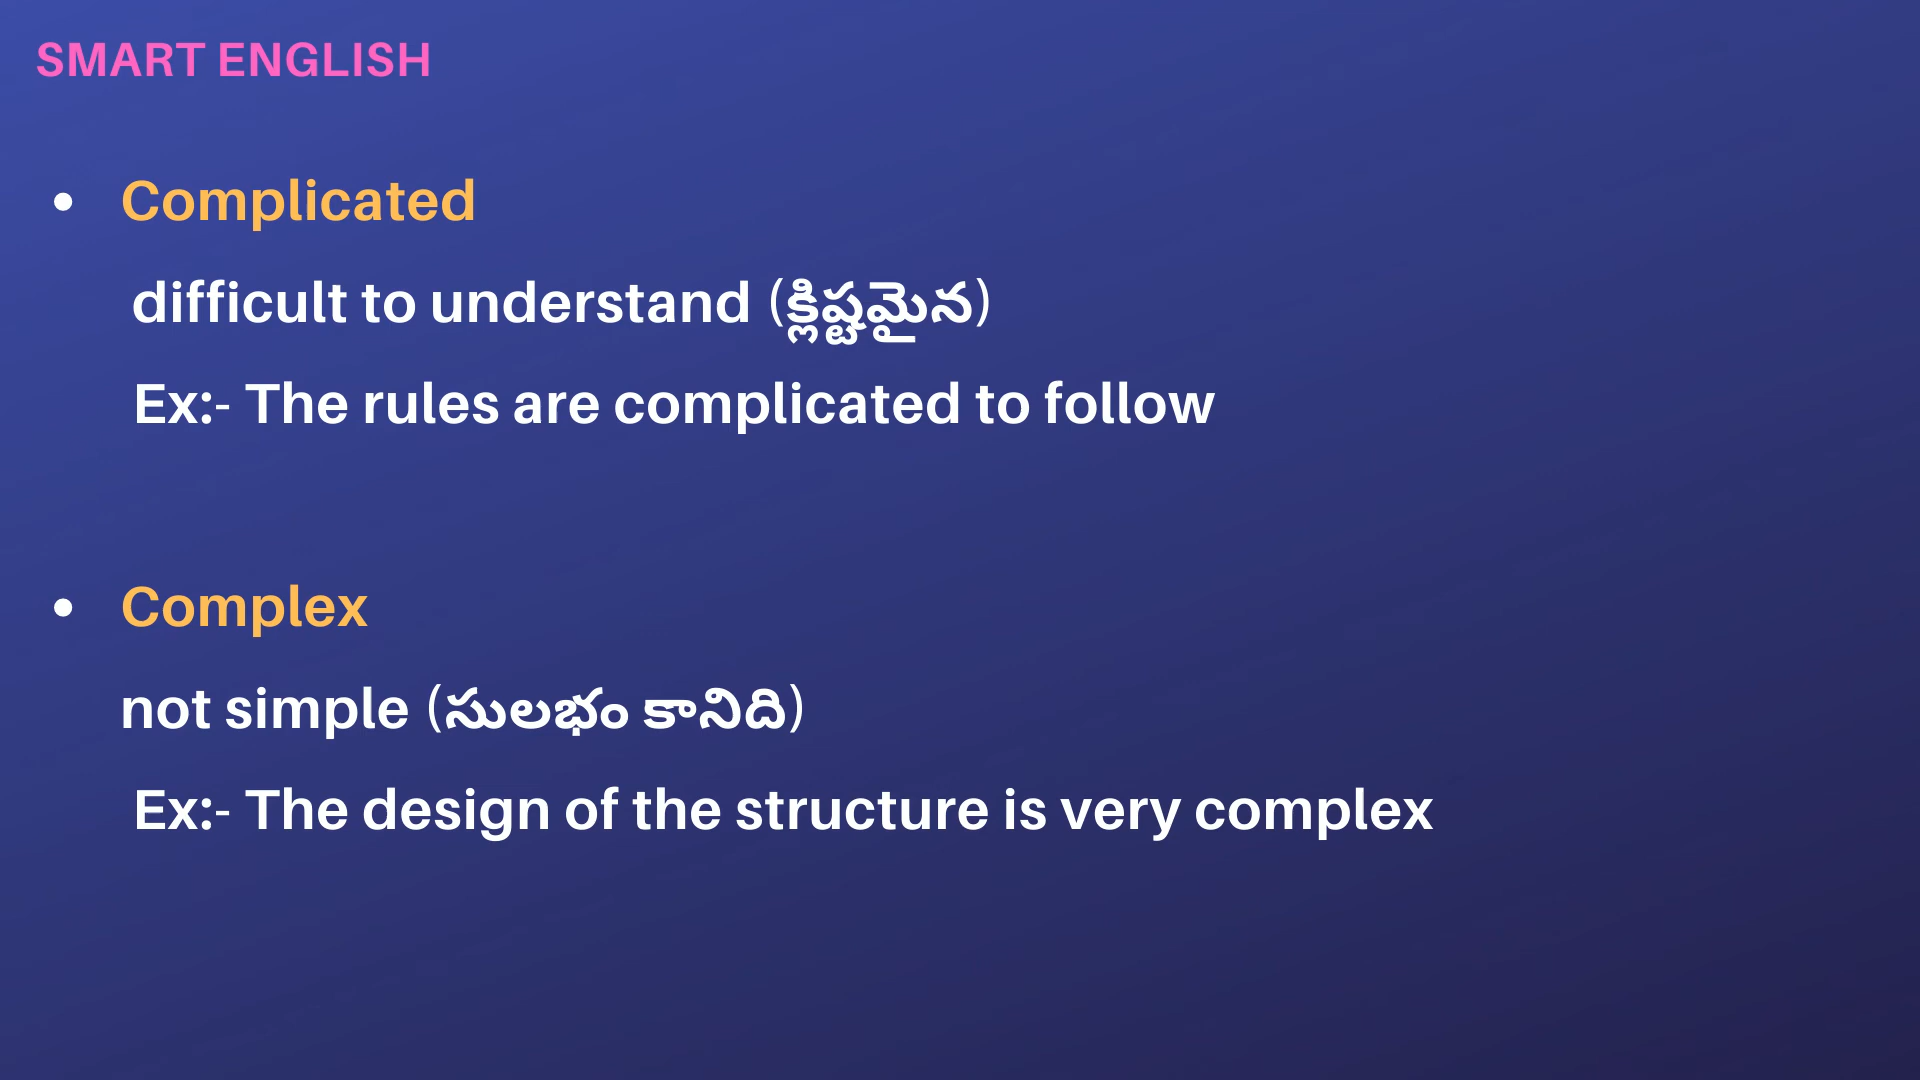 SMART ENGLISH
• Complicated
difficult to understand (క్లిష్టమైన)
Ex:- The rules are complicated to follow
• Complex
not simple (సులభం కానిది)
Ex:- The design of the structure is very complex